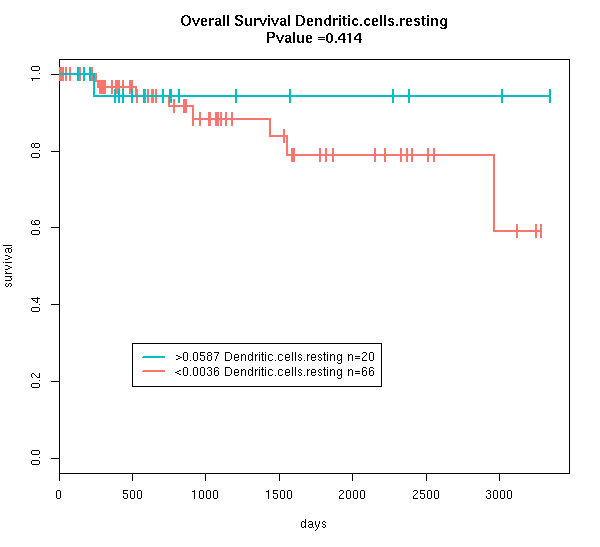 Overall Survival Dendritic.cells.resting
Pvalue =0.414
1.0
0.8
0.6
0.4
0.2
0.0
survival
>0.0587 Dendritic.cells.resting n=20
<0.0036 Dendritic.cells.resting n=66
0 500 1000 1500 2000 2500 3000
days